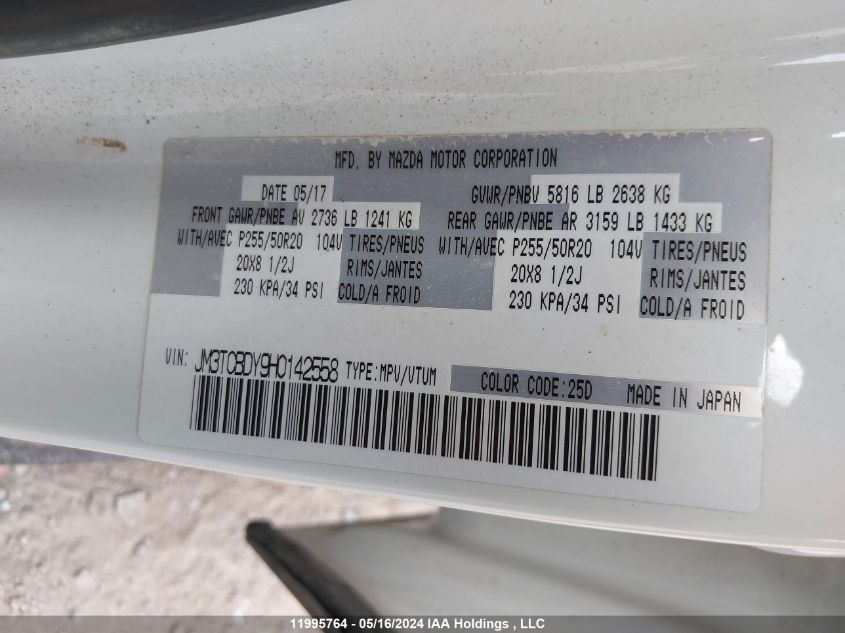 MFD. BY MAZDA MOTOR CORPORATION
DATE 05/17 GVWR/PNBV 5816 LB 2638 KG
FRONT GAWR/PNBE AV 2736 LB 1241 KG REAR GAWR/PNBE AR 3159 LB 1433 KG
WITH/AVEC P255/50R20 104V TIRES/PNEUS WITH/AVEC P255/50R20 104V TIRES/PNEUS
20X8 1/2J RIMS/JANTES 20X8 1/2J RIMS/JANTES
230 KPA/34 PSI COLD/A FROID 230 KPA/34 PSI COLD/A FROID
VIN: JM3TCBDY9H0142558 TYPE:MPV/VTUM COLOR CODE:25D MADE IN JAPAN
11995764 - 05/16/2024 IAA Holdings , LLC